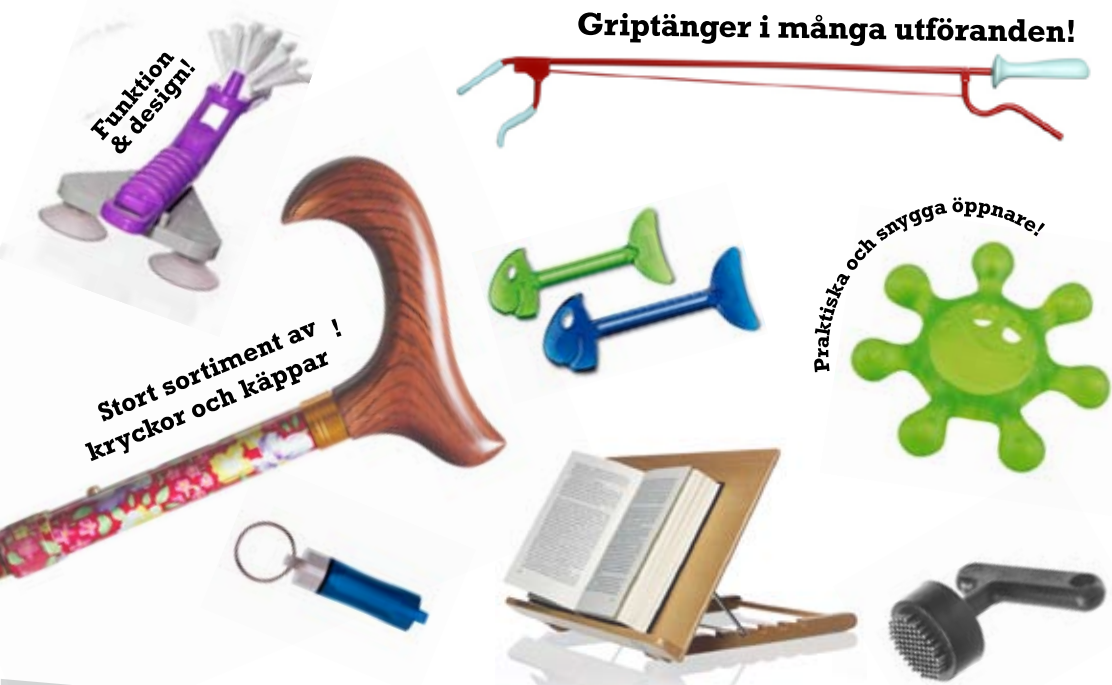 Griptänger i många utföranden!
Funktion
& design!
Praktiska och snygga öppnare!
Stort sortiment av !
kryckor och käppar